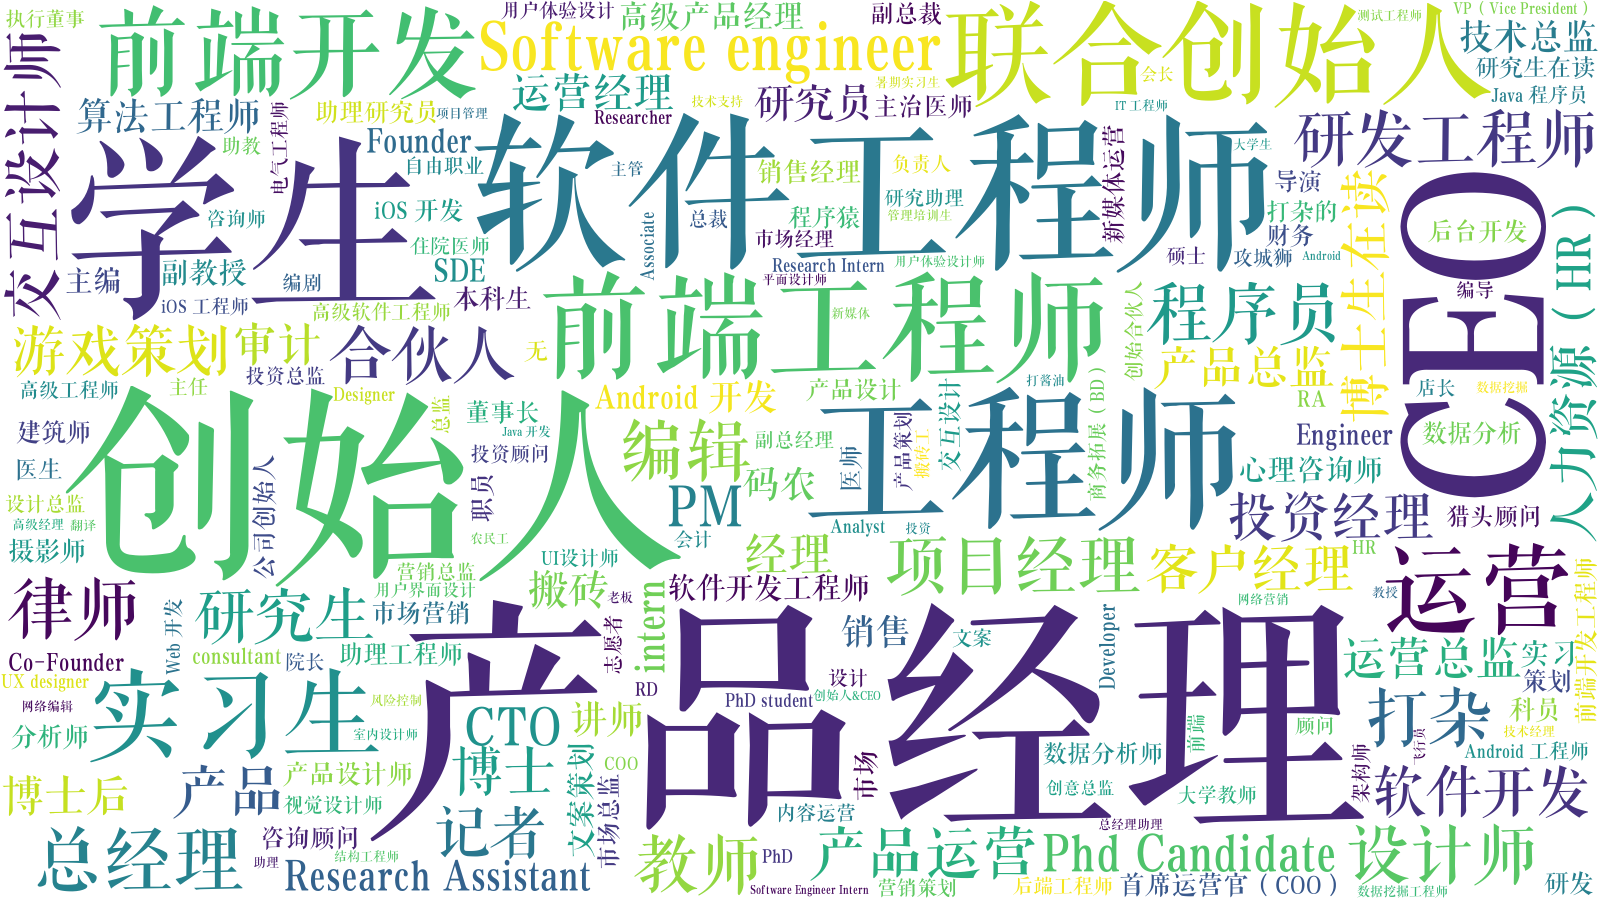 执行董事
用户体验设计
高级产品经理
副总裁
测试工程师
VP（Vice President）
前端开发
Software engineer
联合创始人
技术总监
交互设计师
运营经理
暑期实习生
会长
研究生在读
算法工程师
电气工程师
助理研究员
项目管理
Researcher
技术支持
研究员
主治医师
IT 工程师
Java 程序员
助教
Founder
自由职业
主管
软件工程师
销售经理
负责人
新媒体运营
大学生
研发工程师
学生
咨询师
iOS 开发
Associate
总裁
程序猿
研究助理
管理培训生
导演
打杂的
财务
博士生在读
CEO
后台开发
人力资源（HR）
主编
副教授
编剧
住院医师
SDE
市场经理
Research Intern
用户体验设计师
硕士
攻城狮
Android
iOS 工程师
高级软件工程师
本科生
平面设计师
编导
游戏策划
审计
合伙人
无
前端工程师
新媒体
创始合伙人
程序员
产品总监
高级工程师
主任
投资总监
Designer
总监
董事长
Java 开发
Android 开发
产品设计
交互设计
打酱油
商务拓展（BD）
RA
店长
数据挖掘
建筑师
创始人
投资顾问
编辑
副总经理
产品策划
搬砖工
工程师
Engineer
数据分析
医生
公司创始人
职员
码农
医师
心理咨询师
设计总监
高级经理
翻译
农民工
PM
Analyst
投资
投资经理
猎头顾问
摄影师
UI设计师
会计
经理
项目经理
客户经理
HR
运营
前端开发工程师
律师
Web 开发
研究生
营销总监
用户界面设计
市场营销
搬砖
老板
intern
软件开发工程师
网络营销
教授
Co-Founder
consultant
院长
助理工程师
志愿者
产品经理
销售
文案
Developer
运营总监
实习
UX designer
网络编辑
实习生
风险控制
RD
设计
PhD student
创始人&CEO
策划
分析师
室内设计师
CTO
讲师
前端
顾问
打杂
科员
技术经理
博士后
产品
产品设计师
视觉设计师
博士
文案策划
COO
市场总监
市场
数据分析师
创意总监
大学教师
架构师
飞行员
Android 工程师
软件开发
总经理
咨询顾问
助理
结构工程师
记者
内容运营
总经理助理
Research Assistant
教师
PhD
产品运营
Phd Candidate
设计师
Software Engineer Intern
营销策划
后端工程师
首席运营官（COO）
数据挖掘工程师
研发